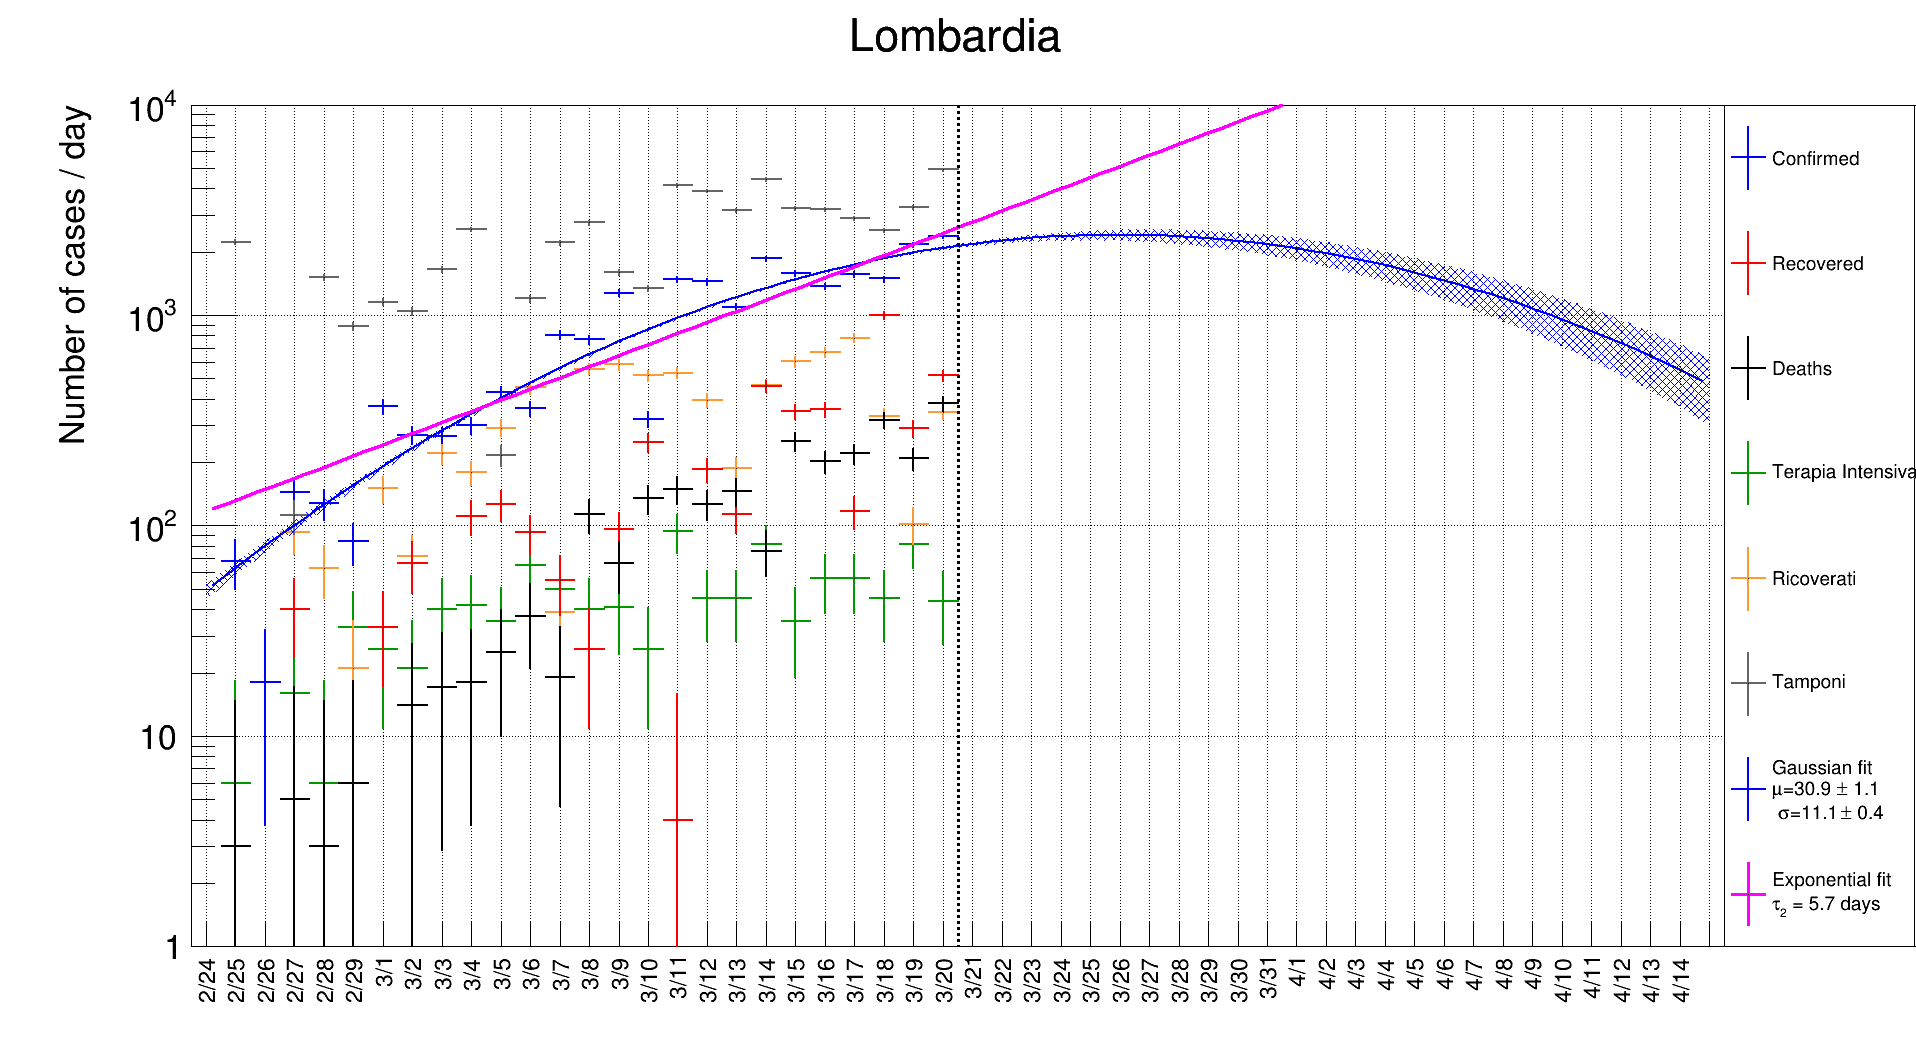 Lombardia
Number of cases / day
10⁴
10³
10²
10
1
2/24 2/25 2/26 2/27 2/28 2/29 3/1 3/2 3/3 3/4 3/5 3/6 3/7 3/8 3/9 3/10 3/11 3/12 3/13 3/14 3/15 3/16 3/17 3/18 3/19 3/20 3/21 3/22 3/23 3/24 3/25 3/26 3/27 3/28 3/29 3/30 3/31 4/1 4/2 4/3 4/4 4/5 4/6 4/7 4/8 4/9 4/10 4/11 4/12 4/13 4/14
Confirmed
Recovered
Deaths
Terapia Intensiva
Ricoverati
Tamponi
Gaussian fit
μ=30.9 ± 1.1
σ=11.1 ± 0.4
Exponential fit
τ₂ = 5.7 days